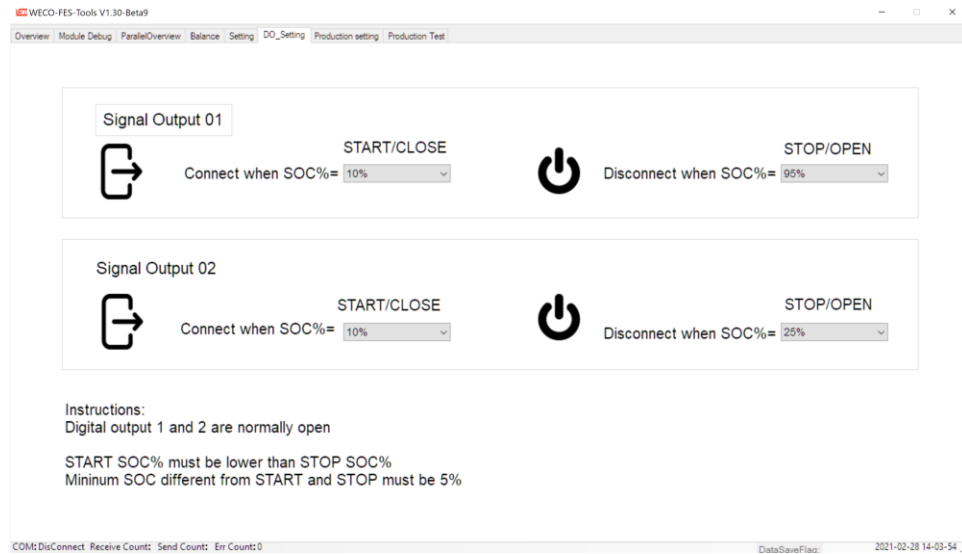 WECO-FES-Tools V1.30-Beta9
Overview Module Debug ParallelOverview Balance Setting DO_Setting Production setting Production Test
Signal Output 01
START/CLOSE
STOP/OPEN
Connect when SOC%= 10%
Disconnect when SOC%= 95%
Signal Output 02
START/CLOSE
STOP/OPEN
Connect when SOC%= 10%
Disconnect when SOC%= 25%
Instructions:
Digital output 1 and 2 are normally open
START SOC% must be lower than STOP SOC%
Mininum SOC different from START and STOP must be 5%
COM:DisConnect Receive Count: Send Count: Err Count:0 DataSaveFlag: 2021-02-28 14-03-54